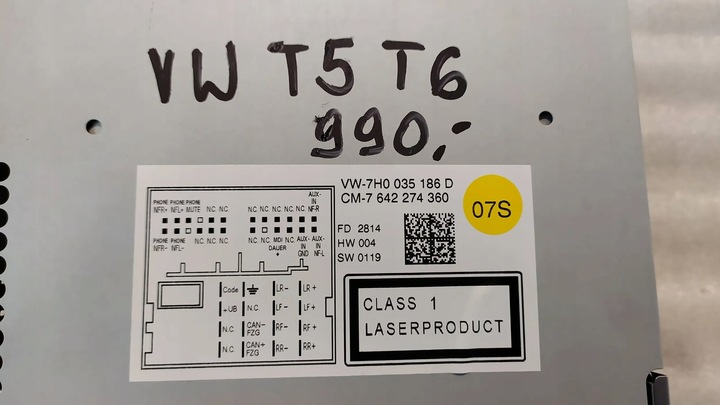 VW T5 T6
990,-
VW-7H0 035 186 D
CM-7 642 274 360
07S
FD 2814
HW 004
SW 0119
CLASS 1
LASERPRODUCT
PHONE PHONE PHONE
NFR+ NFL+ MUTE N.C. N.C.
N.C. N.C. N.C. N.C. N.C. AUX-IN NF-R
PHONE PHONE
NFR- NFL- N.C. N.C. N.C.
N.C. N.C. MDI DAUER + AUX-IN GND AUX-IN NF-L
Code LR- LR+
+UB N.C. LF- LF+
N.C. CAN-FZG RF- RF+
N.C. CAN+FZG RR- RR+